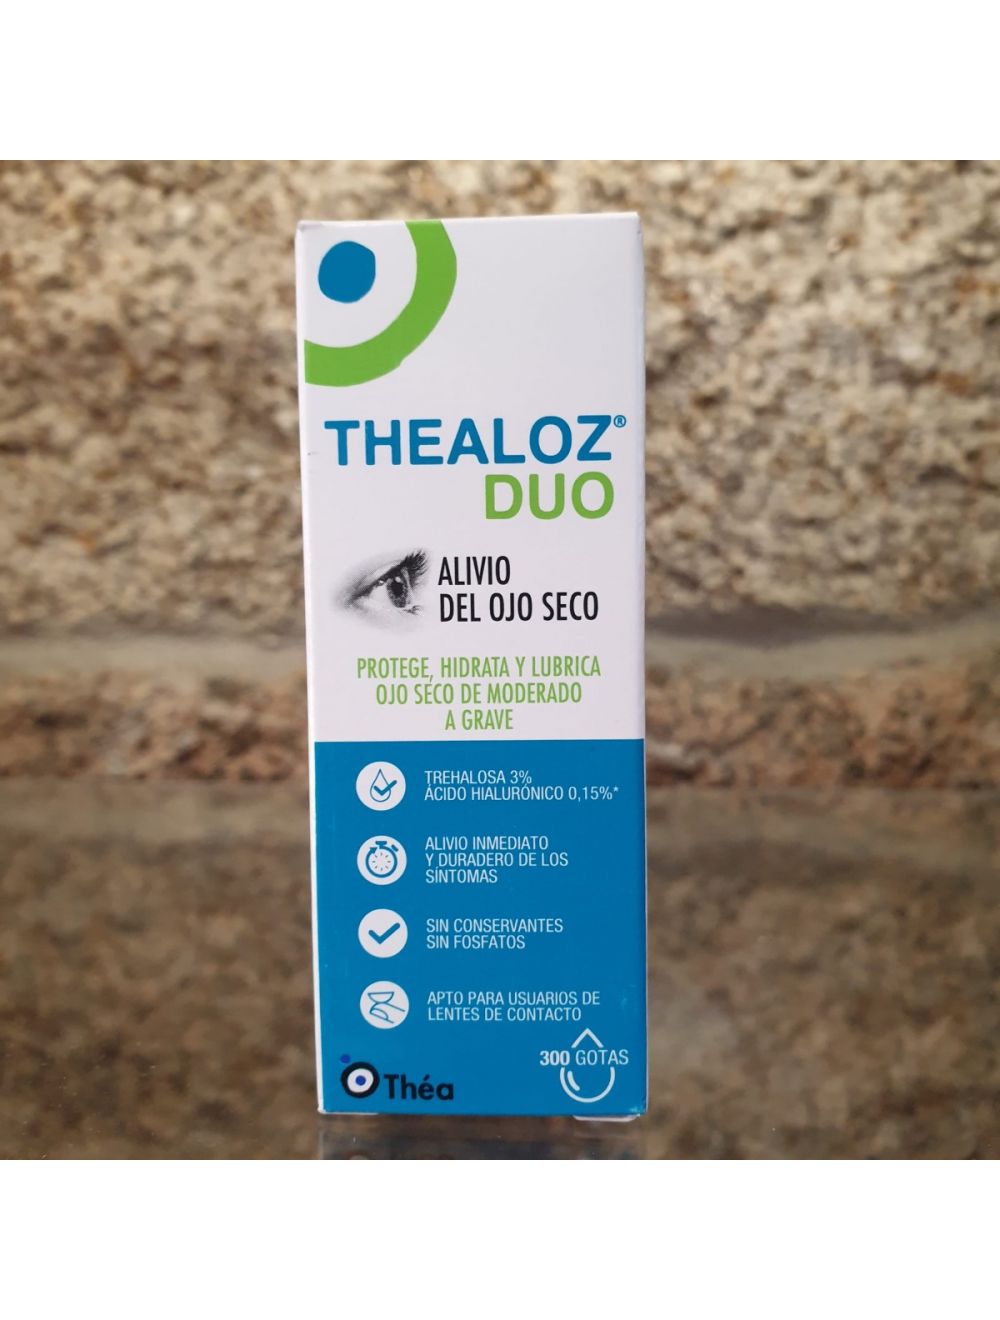 THEALOZ®
DUO
ALIVIO
DEL OJO SECO
PROTEGE, HIDRATA Y LUBRICA
OJO SECO DE MODERADO
A GRAVE
TREHALOSA 3%
ÁCIDO HIALURÓNICO 0,15%*
ALIVIO INMEDIATO
Y DURADERO DE LOS
SÍNTOMAS
SIN CONSERVANTES
SIN FOSFATOS
APTO PARA USUARIOS DE
LENTES DE CONTACTO
300 GOTAS
Théa